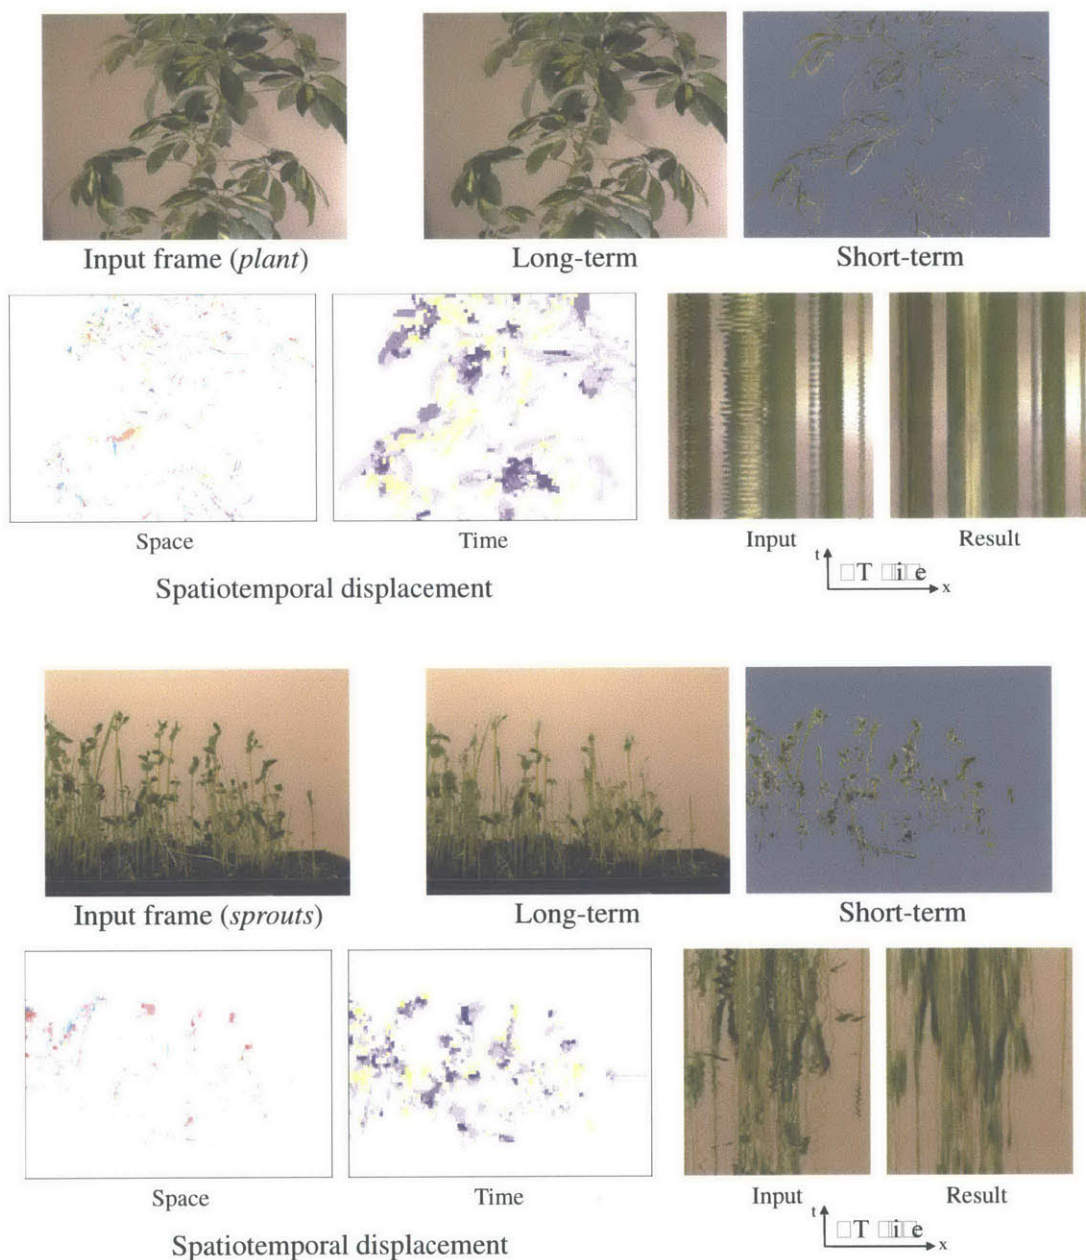 Input frame (plant) Long-term Short-term
Space Time Input Result
t
x
Spatiotemporal displacement
Input frame (sprouts) Long-term Short-term
Space Time Input Result
t
x
Spatiotemporal displacement